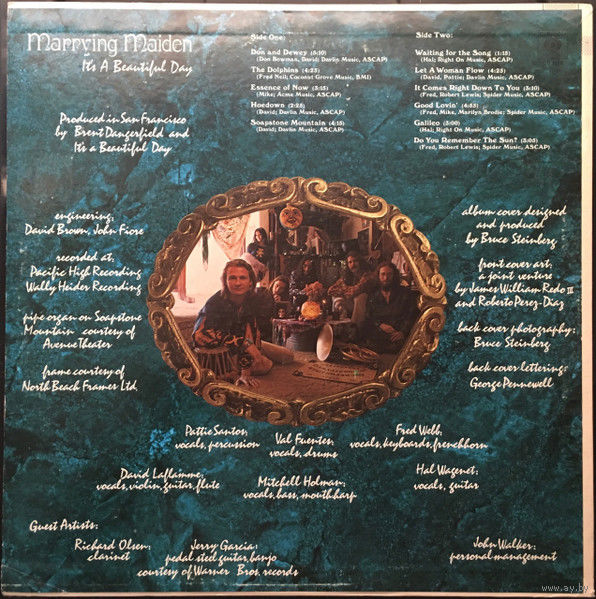 Marrying Maiden
It's A Beautiful Day
Produced in San Francisco
by Brent Dangerfield and
It's a Beautiful Day
Side One:
Don and Dewey (5:10)
(Don Bowman, David; Davlin Music, ASCAP)
The Dolphins (4:25)
(Fred Neil; Coconut Grove Music, BMI)
Essence of Now (3:15)
(Mike; Acme Music, ASCAP)
Hoedown (2:25)
(David; Davlin Music, ASCAP)
Soapstone Mountain (4:15)
(David; Davlin Music, ASCAP)
Side Two:
Waiting for the Song (1:15)
(Hal; Right On Music, ASCAP)
Let A Woman Flow (4:25)
(David, Pattie; Davlin Music, ASCAP)
It Comes Right Down To You (3:10)
(Fred, Robert Lewis; Spider Music, ASCAP)
Good Lovin' (4:55)
(Fred, Mike, Marilyn Brodie; Spider Music, ASCAP)
Galileo (3:00)
(Hal; Right On Music, ASCAP)
Do You Remember The Sun? (3:05)
(Fred, Robert Lewis; Spider Music, ASCAP)
engineering:
David Brown, John Fiore
recorded at:
Pacific High Recording
Wally Heider Recording
pipe organ on Soapstone
Mountain courtesy of
Avenue Theater
frame courtesy of
North Beach Framer Ltd.
album cover designed
and produced
by Bruce Steinberg
front cover art,
a joint venture
by James William Redo III
and Roberto Perez-Diaz
back cover photography:
Bruce Steinberg
back cover lettering:
George Pennewell
Pattie Santos:
vocals, percussion
Val Fuentes:
vocals, drums
Fred Webb:
vocals, keyboards, frenchhorn
David Laflamme:
vocals, violin, guitar, flute
Mitchell Holman:
vocals, bass, mouthharp
Hal Wagenet:
vocals, guitar
Guest Artists:
Richard Olsen:
clarinet
Jerry Garcia:
pedal steel guitar, banjo
courtesy of Warner Bros. records
John Walker:
personal management
www.ay.by